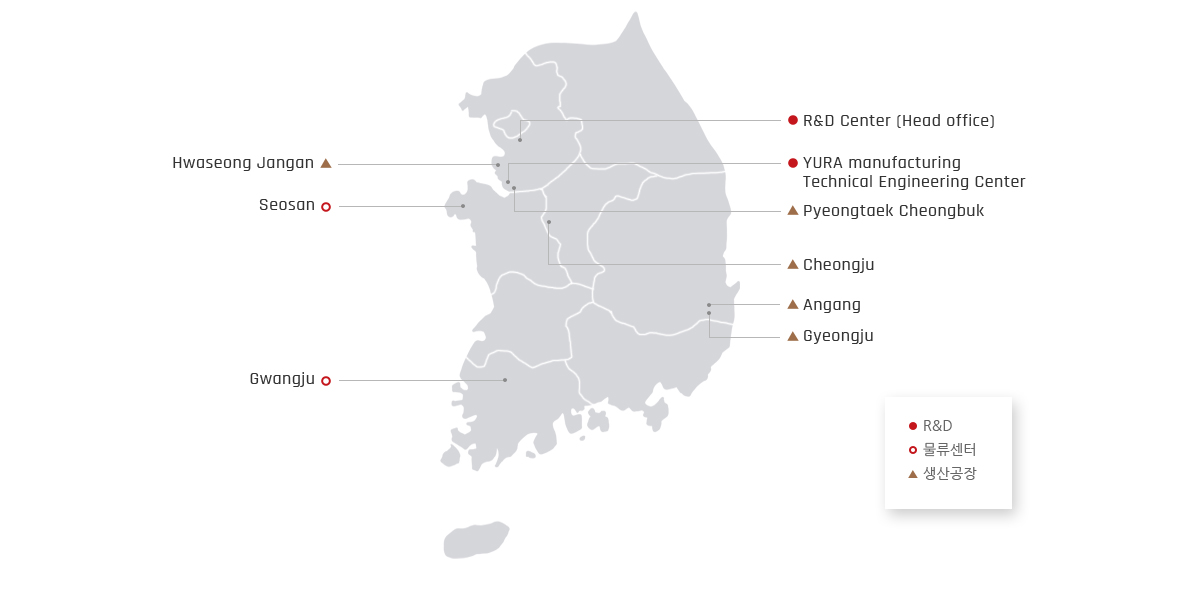 R&D Center (Head office)
Hwaseong Jangan
YURA manufacturing
Technical Engineering Center
Seosan
Pyeongtaek Cheongbuk
Cheongju
Angang
Gyeongju
Gwangju
R&D
물류센터
생산공장